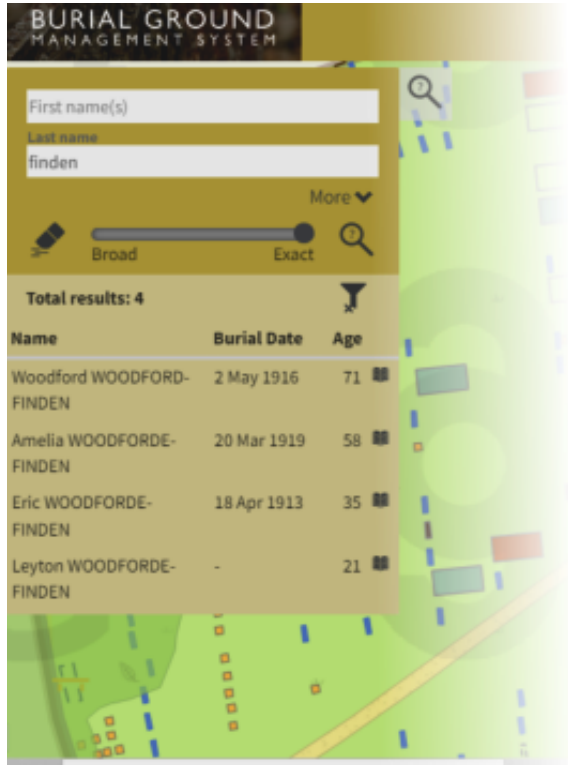 BURIAL GROUND
MANAGEMENT SYSTEM
First name(s)
Last name
finden
More
Broad Exact
Total results: 4
Name Burial Date Age
Woodford WOODFORD- 2 May 1916 71
FINDEN
Amelia WOODFORDE- 20 Mar 1919 58
FINDEN
Eric WOODFORDE- 18 Apr 1913 35
FINDEN
Leyton WOODFORDE- - 21
FINDEN